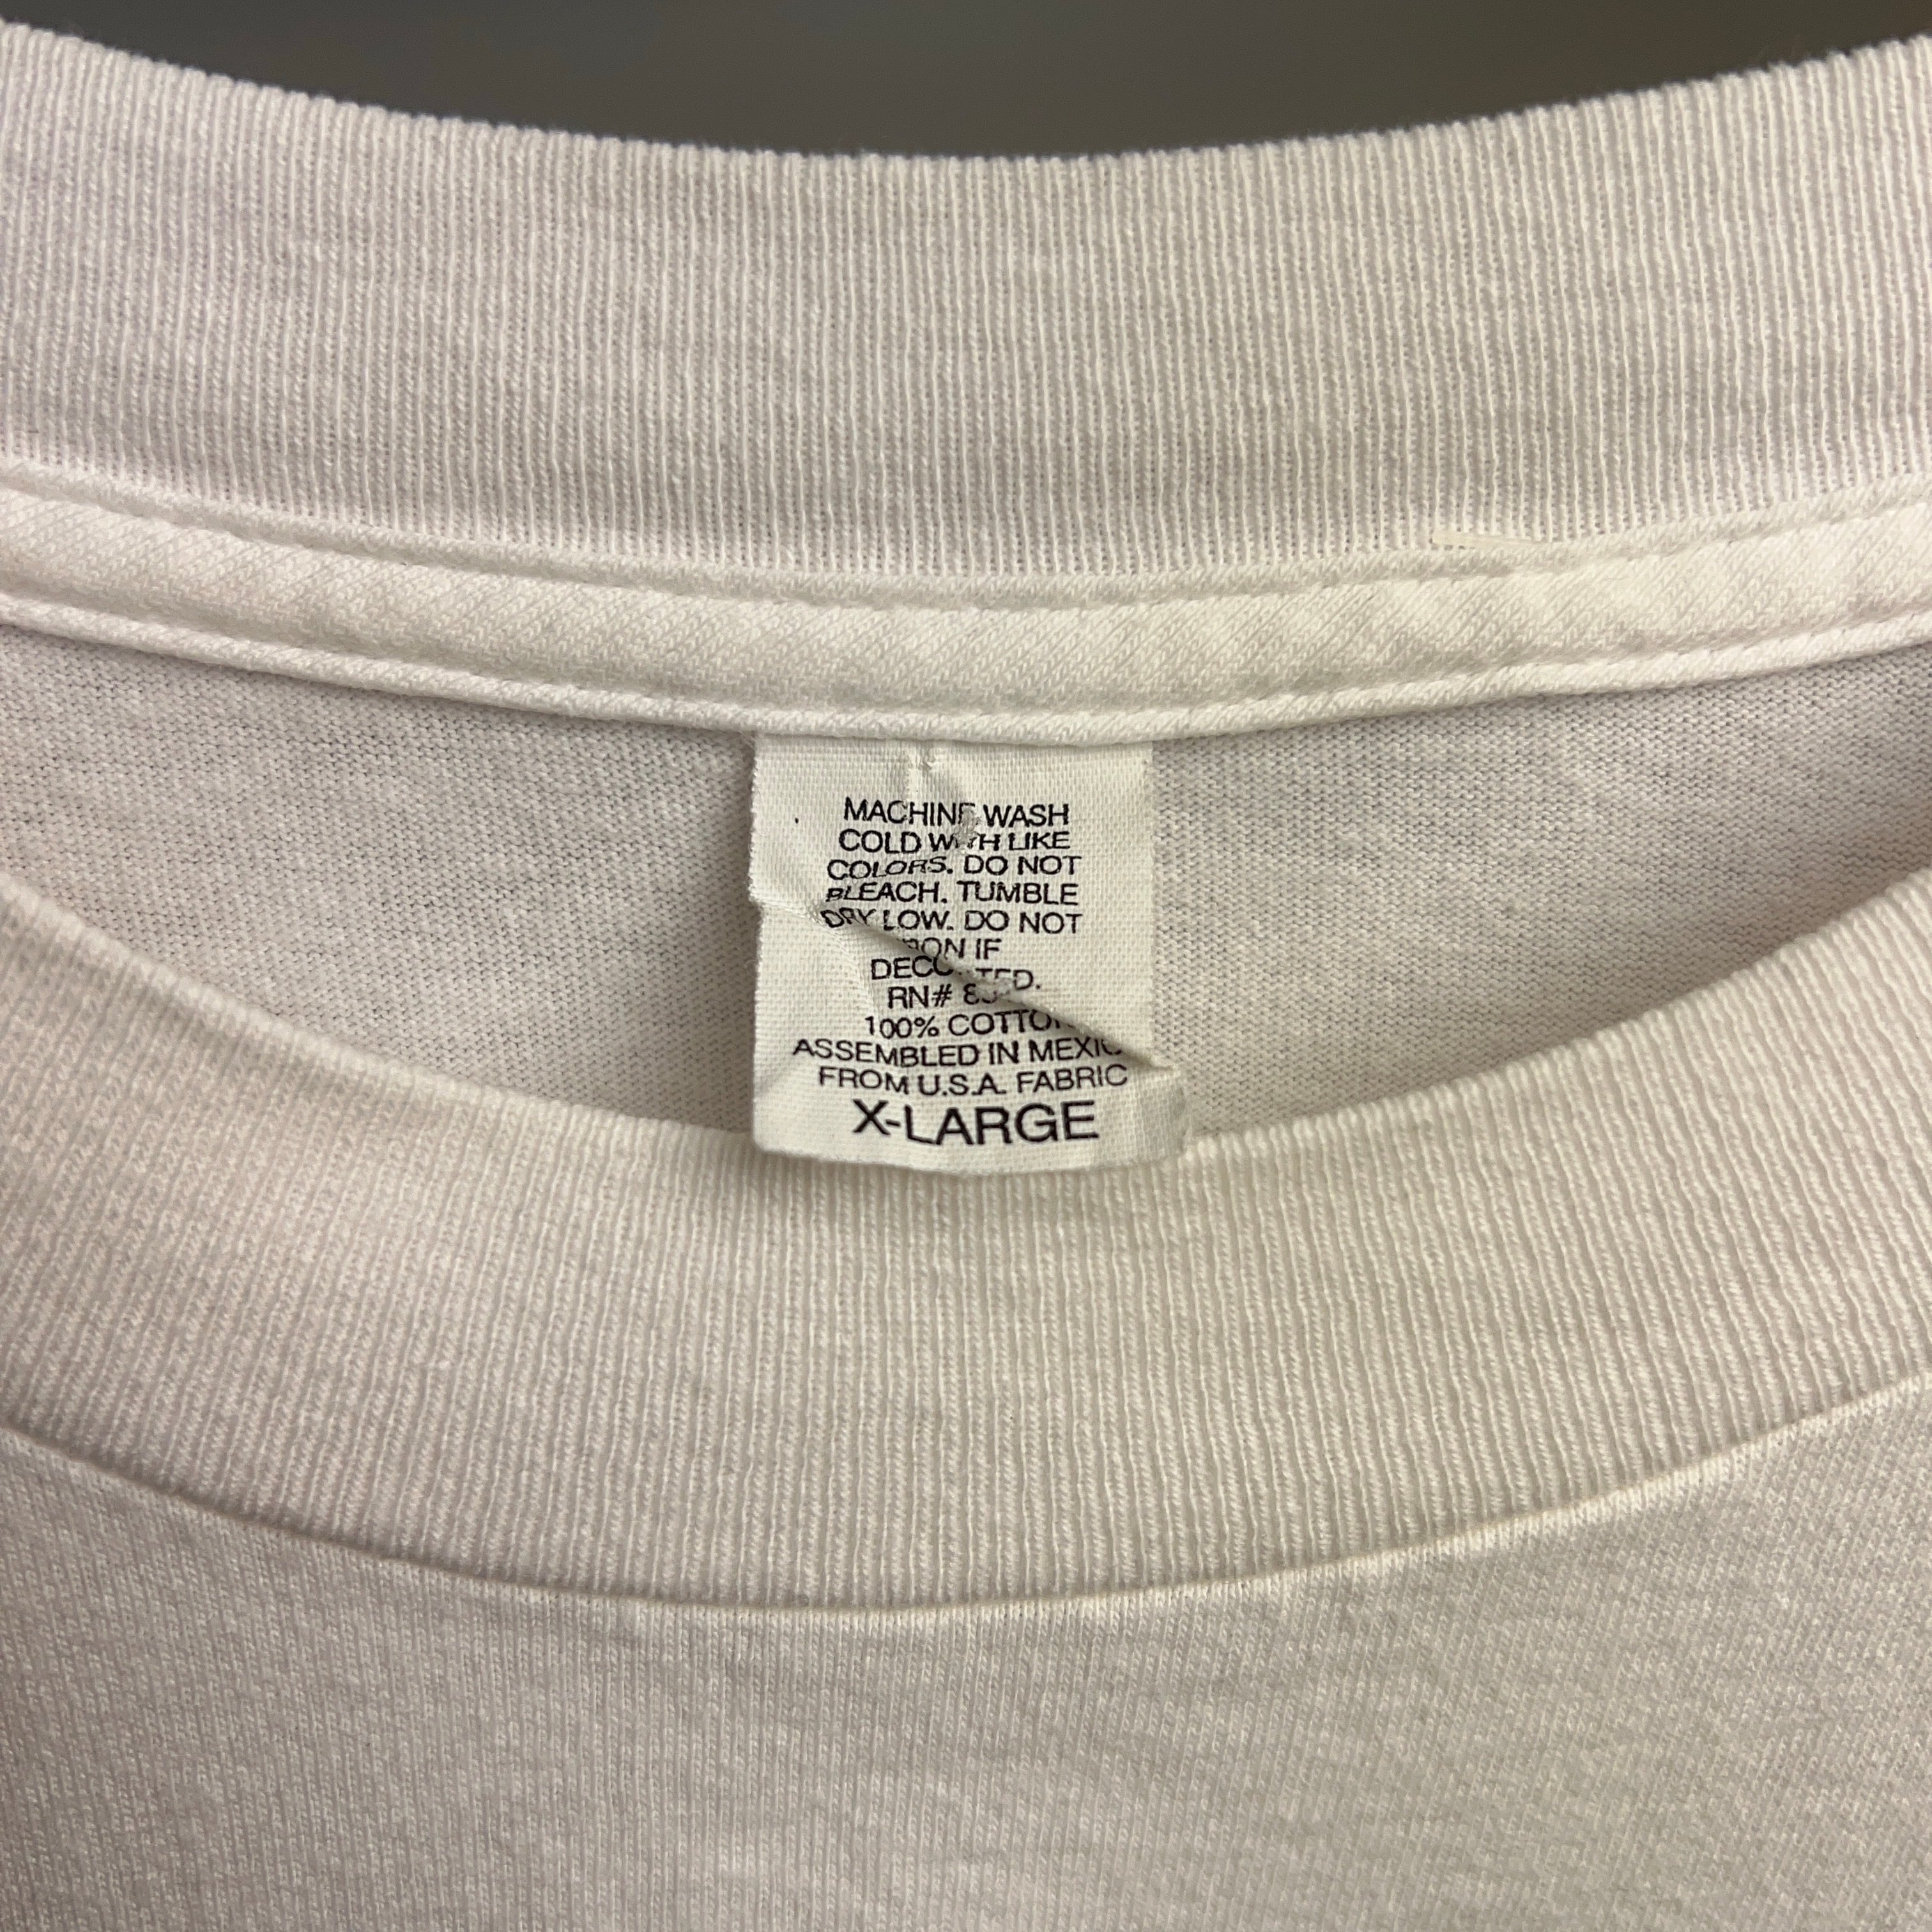 MACHINE WASH
COLD WITH LIKE
COLORS. DO NOT
BLEACH. TUMBLE
DRY LOW. DO NOT
IRON IF
DECORATED.
RN#
100% COTTON
ASSEMBLED IN MEXICO
FROM U.S.A. FABRIC
X-LARGE